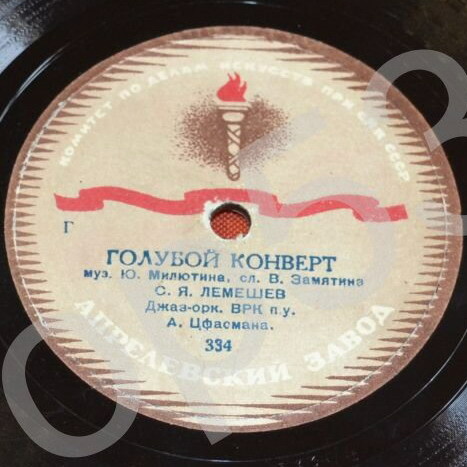 КОМИТЕТ ПО ДЕЛАМ ИСКУССТВ ПРИ СНК СССР
Г
ГОЛУБОЙ КОНВЕРТ
муз. Ю. Милютина, сл. В. Замятина
С. Я. ЛЕМЕШЕВ
Джаз-орк. ВРК п.у.
А. Цфасмана.
334
АПРЕЛЕВСКИЙ ЗАВОД